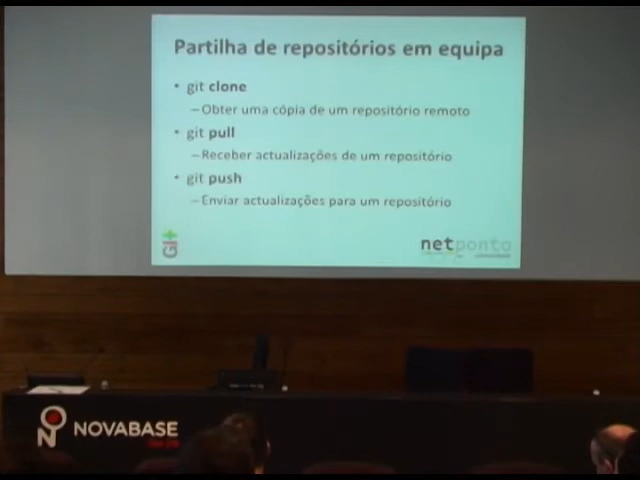 Partilha de repositórios em equipa
• git clone
–Obter uma cópia de um repositório remoto
• git pull
–Receber actualizações de um repositório
• git push
–Enviar actualizações para um repositório
git
netponto
NOVABASE